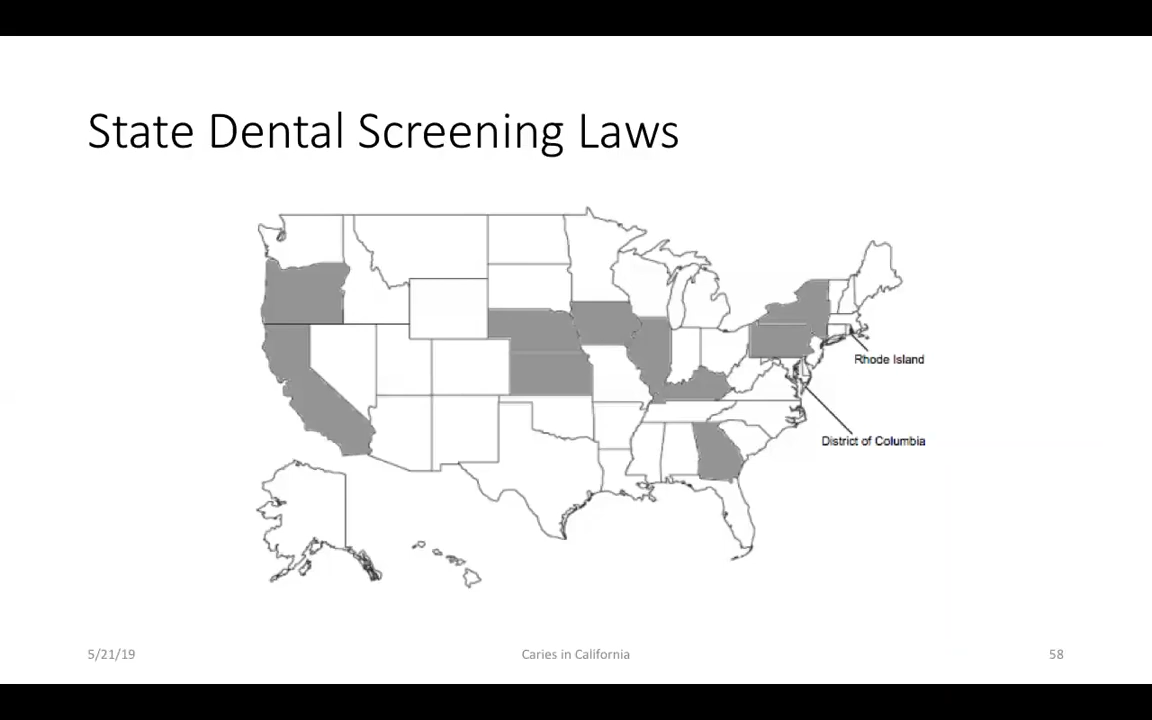 State Dental Screening Laws
Rhode Island
District of Columbia
5/21/19
Caries in California
58